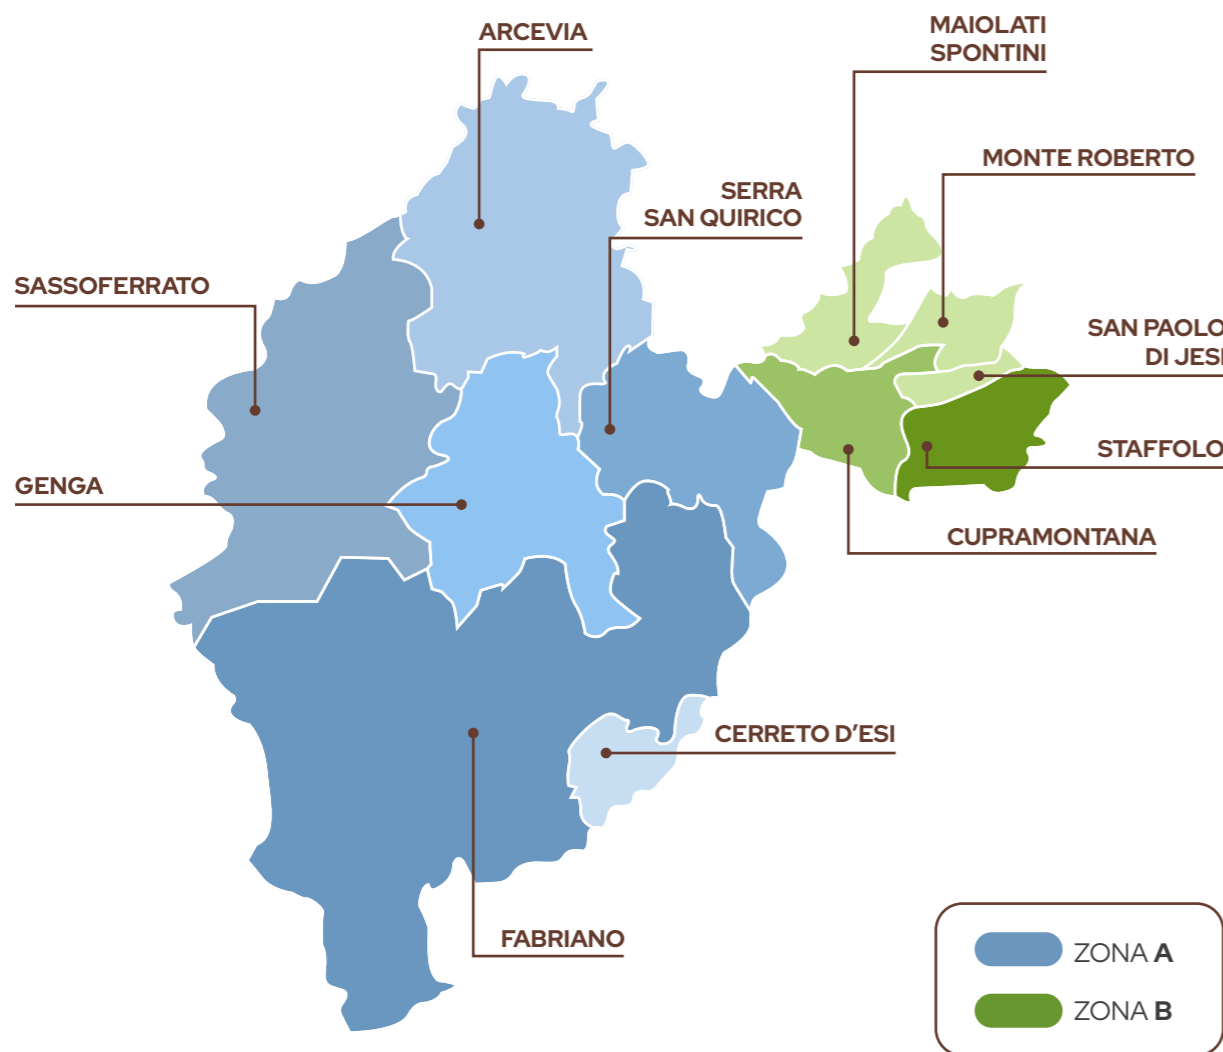 ARCEVIA
MAIOLATI
SPONTINI
MONTE ROBERTO
SERRA
SAN QUIRICO
SASSOFERRATO
SAN PAOLO
DI JESI
STAFFOLO
GENGA
CUPRAMONTANA
CERRETO D'ESI
FABRIANO
ZONA A
ZONA B